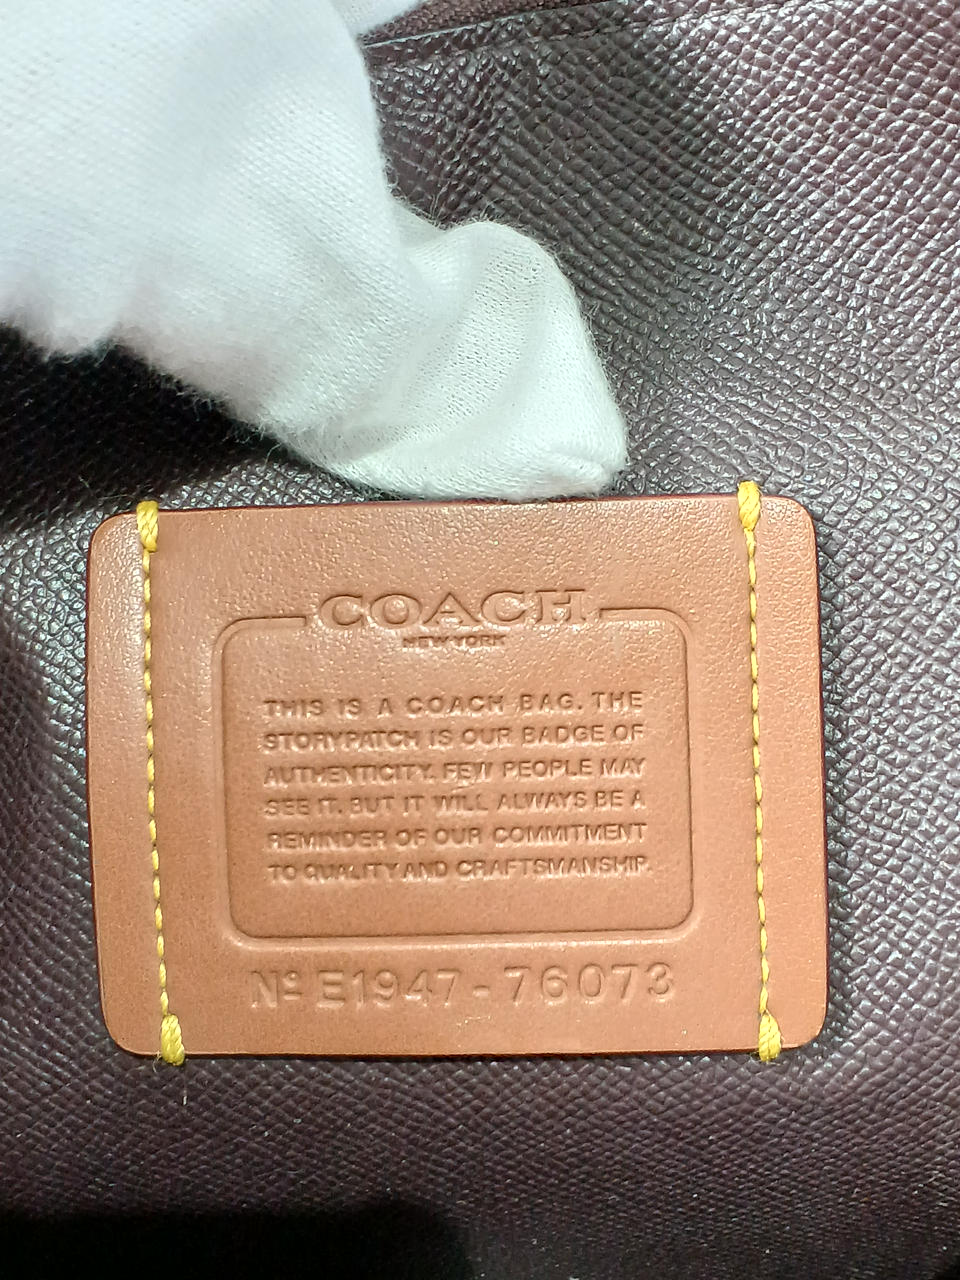 COACH
NEW YORK
THIS IS A COACH BAG. THE
STORYPATCH IS OUR BADGE OF
AUTHENTICITY. FEW PEOPLE MAY
SEE IT. BUT IT WILL ALWAYS BE A
REMINDER OF OUR COMMITMENT
TO QUALITY AND CRAFTSMANSHIP.
Nº E1947-76073